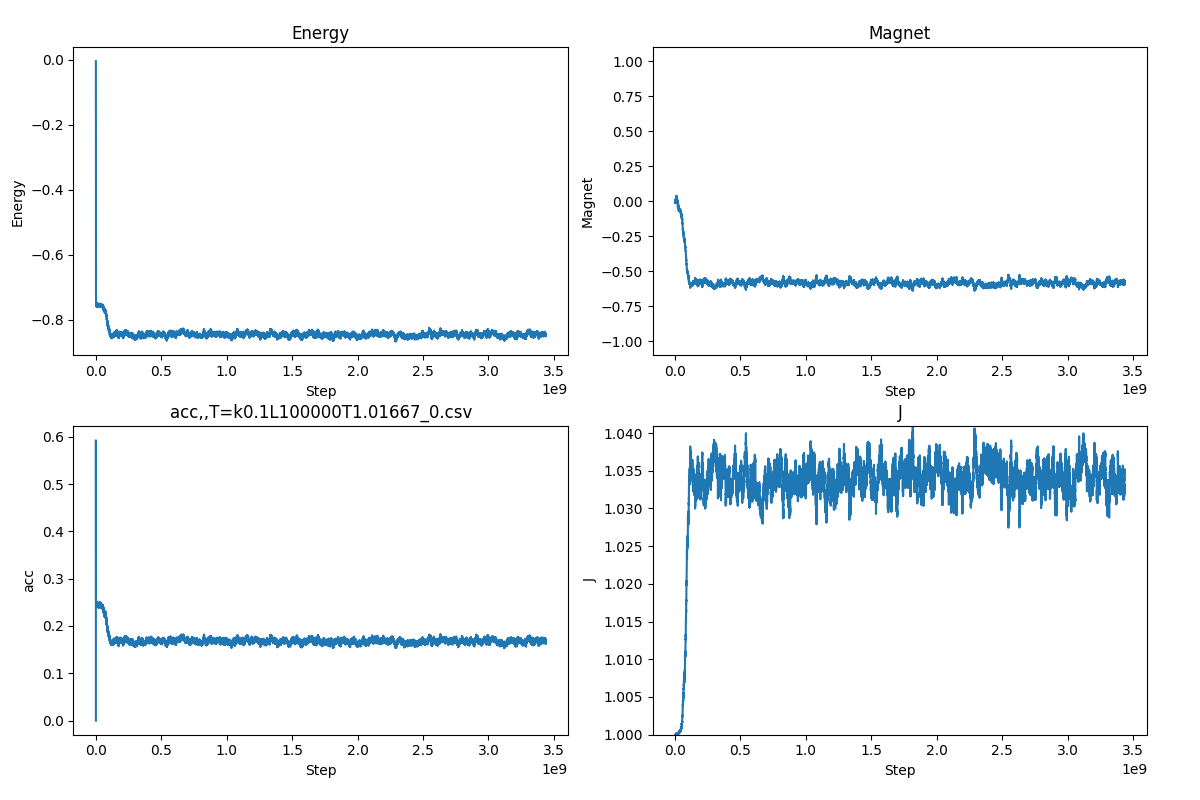 Energy
Energy
0.0
−0.2
−0.4
−0.6
−0.8
0.0 0.5 1.0 1.5 2.0 2.5 3.0 3.5
Step
1e9
Magnet
Magnet
1.00
0.75
0.50
0.25
0.00
−0.25
−0.50
−0.75
−1.00
0.0 0.5 1.0 1.5 2.0 2.5 3.0 3.5
Step
1e9
acc,,T=k0.1L100000T1.01667_0.csv
acc
0.6
0.5
0.4
0.3
0.2
0.1
0.0
0.0 0.5 1.0 1.5 2.0 2.5 3.0 3.5
Step
1e9
J
J
1.040
1.035
1.030
1.025
1.020
1.015
1.010
1.005
1.000
0.0 0.5 1.0 1.5 2.0 2.5 3.0 3.5
Step
1e9